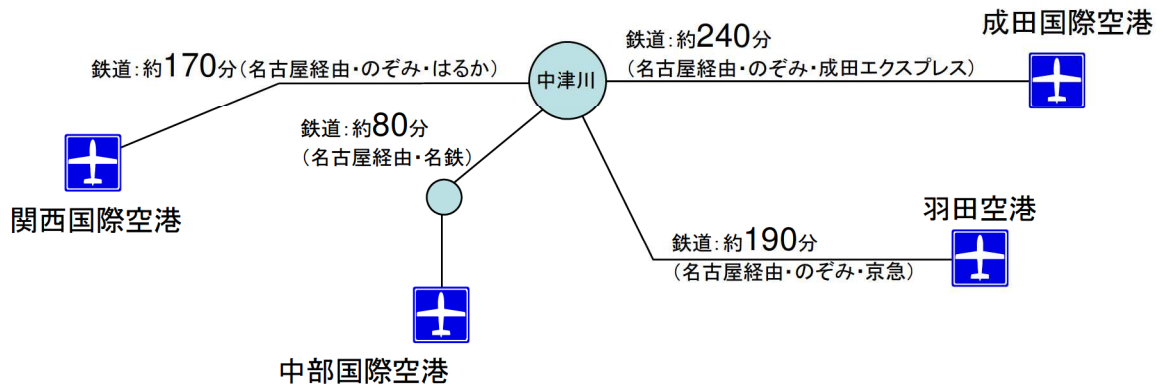 成田国際空港
鉄道:約240分
(名古屋経由・のぞみ・成田エクスプレス)
鉄道:約170分(名古屋経由・のぞみ・はるか)
中津川
鉄道:約80分
(名古屋経由・名鉄)
関西国際空港
羽田空港
鉄道:約190分
(名古屋経由・のぞみ・京急)
中部国際空港